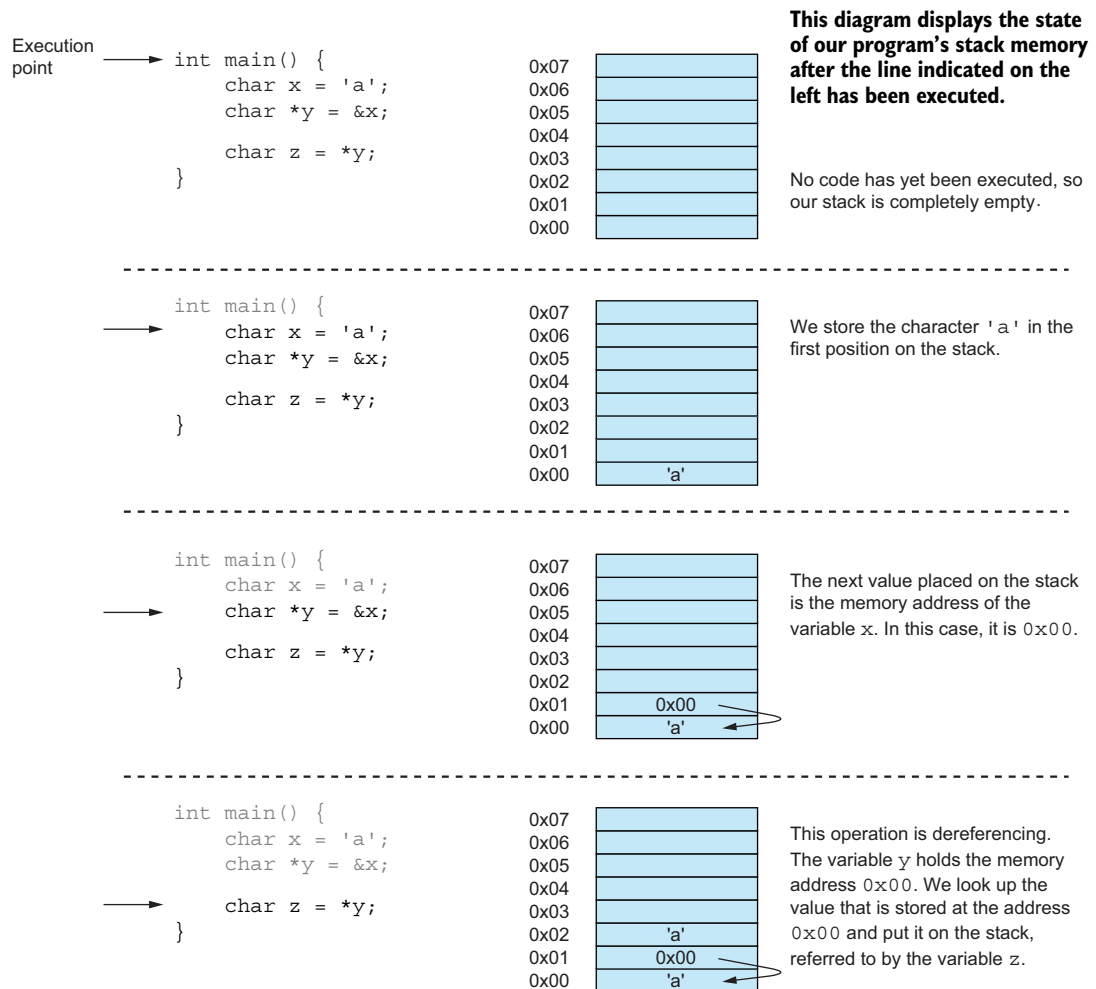 Execution
point
int main() {
char x = 'a';
char *y = &x;
char z = *y;
}
0x07
0x06
0x05
0x04
0x03
0x02
0x01
0x00
This diagram displays the state
of our program's stack memory
after the line indicated on the
left has been executed.
No code has yet been executed, so
our stack is completely empty.
int main() {
char x = 'a';
char *y = &x;
char z = *y;
}
0x07
0x06
0x05
0x04
0x03
0x02
0x01
0x00 'a'
We store the character 'a' in the
first position on the stack.
int main() {
char x = 'a';
char *y = &x;
char z = *y;
}
0x07
0x06
0x05
0x04
0x03
0x02
0x01 0x00
0x00 'a'
The next value placed on the stack
is the memory address of the
variable x. In this case, it is 0x00.
int main() {
char x = 'a';
char *y = &x;
char z = *y;
}
0x07
0x06
0x05
0x04
0x03
0x02 'a'
0x01 0x00
0x00 'a'
This operation is dereferencing.
The variable y holds the memory
address 0x00. We look up the
value that is stored at the address
0x00 and put it on the stack,
referred to by the variable z.